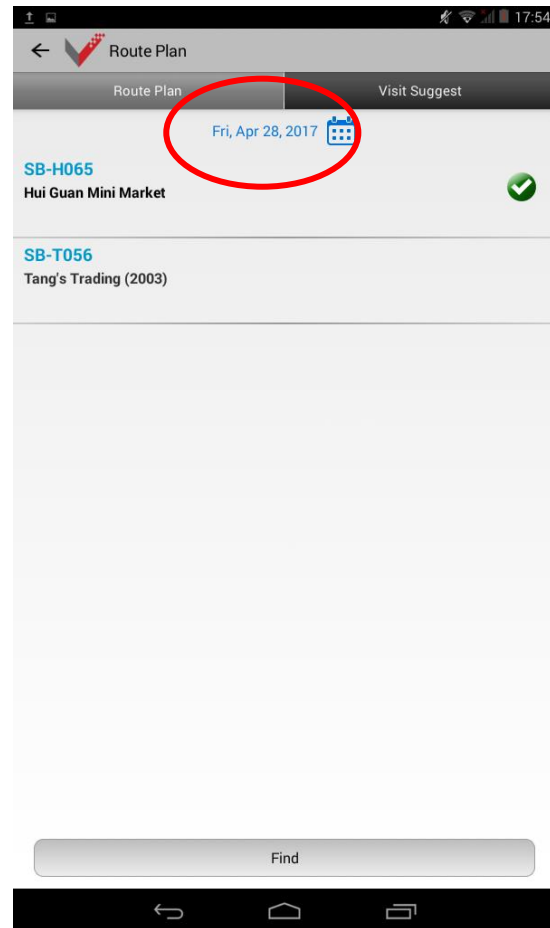 17:54
Route Plan
Route Plan
Visit Suggest
Fri, Apr 28, 2017
SB-H065
Hui Guan Mini Market
SB-T056
Tang's Trading (2003)
Find